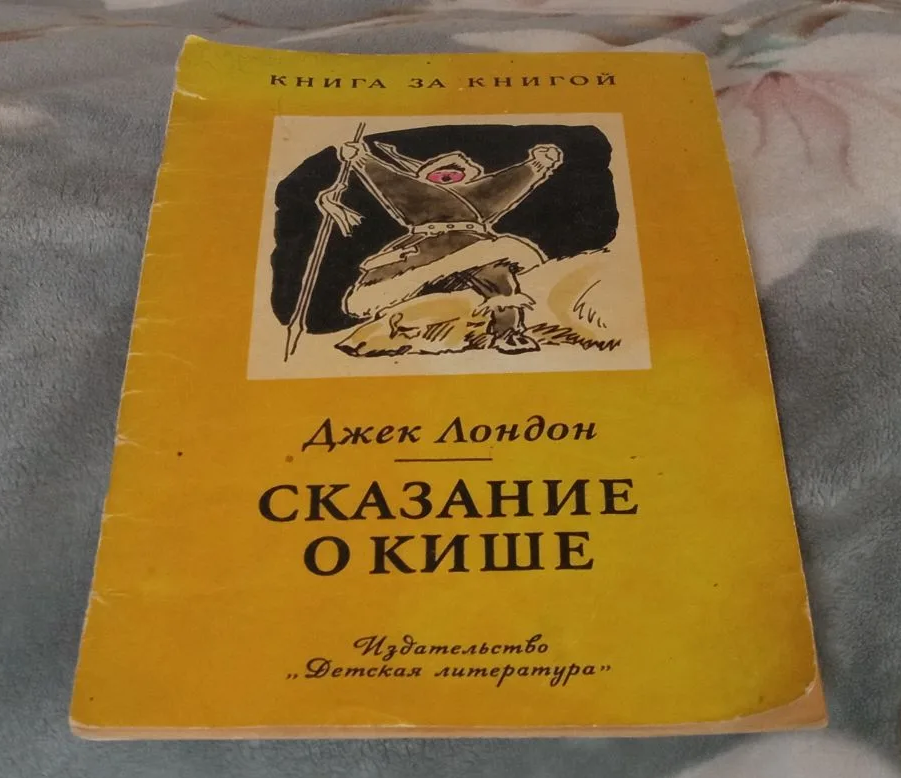 КНИГА ЗА КНИГОЙ
Джек Лондон
СКАЗАНИЕ
О КИШЕ
Издательство
„Детская литература"